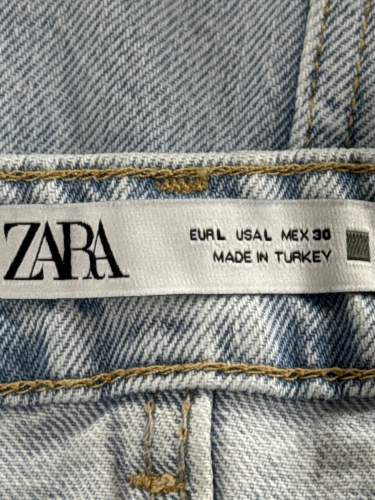 ZARA
EUR L USA L MEX 30
MADE IN TURKEY